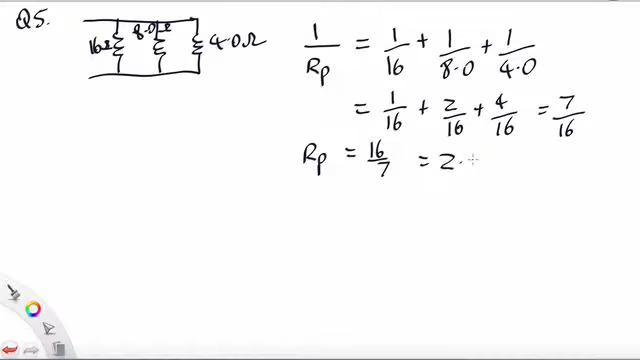 Q5.
16Ω 8.0Ω 4.0Ω
1/Rp = 1/16 + 1/8.0 + 1/4.0
= 1/16 + 2/16 + 4/16 = 7/16
Rp = 16/7 = 2.